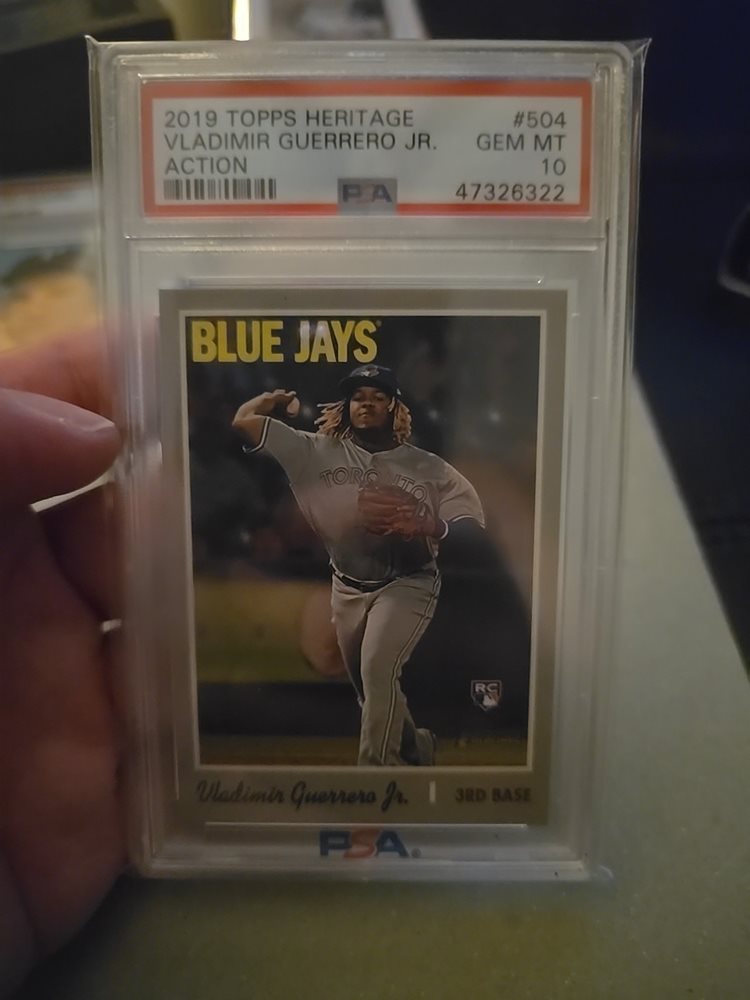 2019 TOPPS HERITAGE #504
VLADIMIR GUERRERO JR. GEM MT
ACTION 10
PSA 47326322
BLUE JAYS
TORONTO
RC
Vladimir Guerrero Jr. | 3RD BASE
PSA